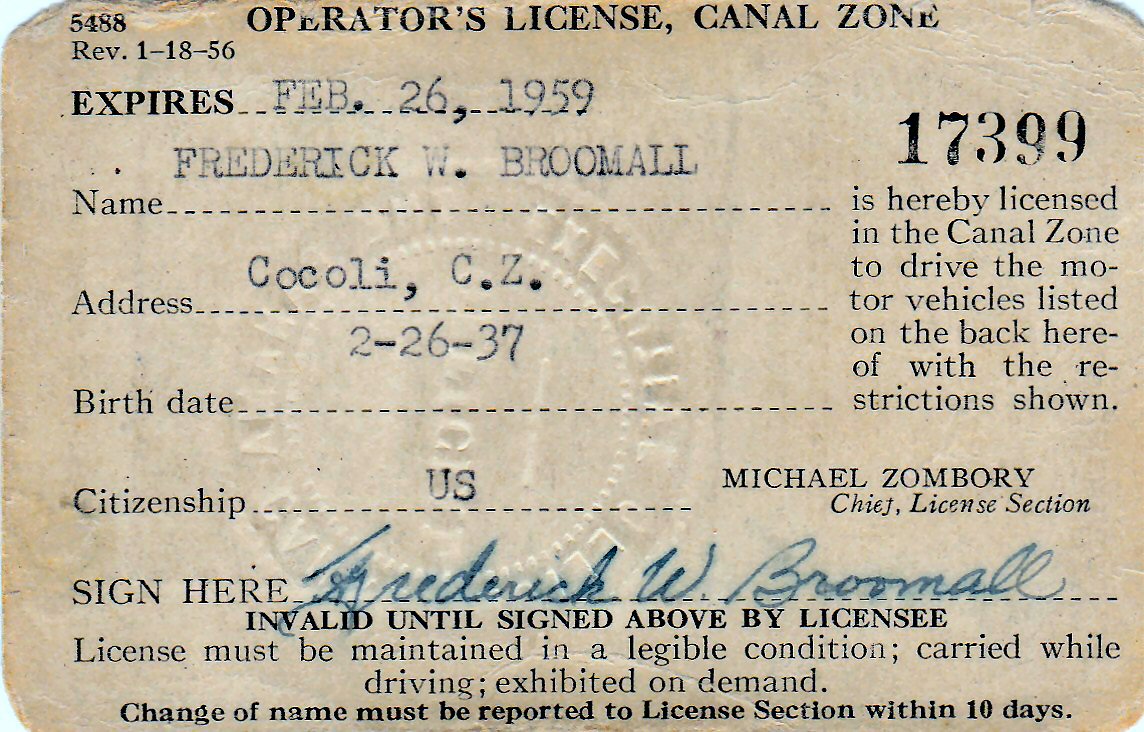 5488 OPERATOR'S LICENSE, CANAL ZONE
Rev. 1-18-56
EXPIRES FEB. 26, 1959
17399
FREDERICK W. BROOMALL
Name
is hereby licensed
in the Canal Zone
to drive the mo-
tor vehicles listed
on the back here-
of with the re-
strictions shown.
Cocoli, C.Z.
Address
2-26-37
Birth date
US
Citizenship
MICHAEL ZOMBORY
Chief, License Section
SIGN HERE Frederick W. Broomall
INVALID UNTIL SIGNED ABOVE BY LICENSEE
License must be maintained in a legible condition; carried while
driving; exhibited on demand.
Change of name must be reported to License Section within 10 days.